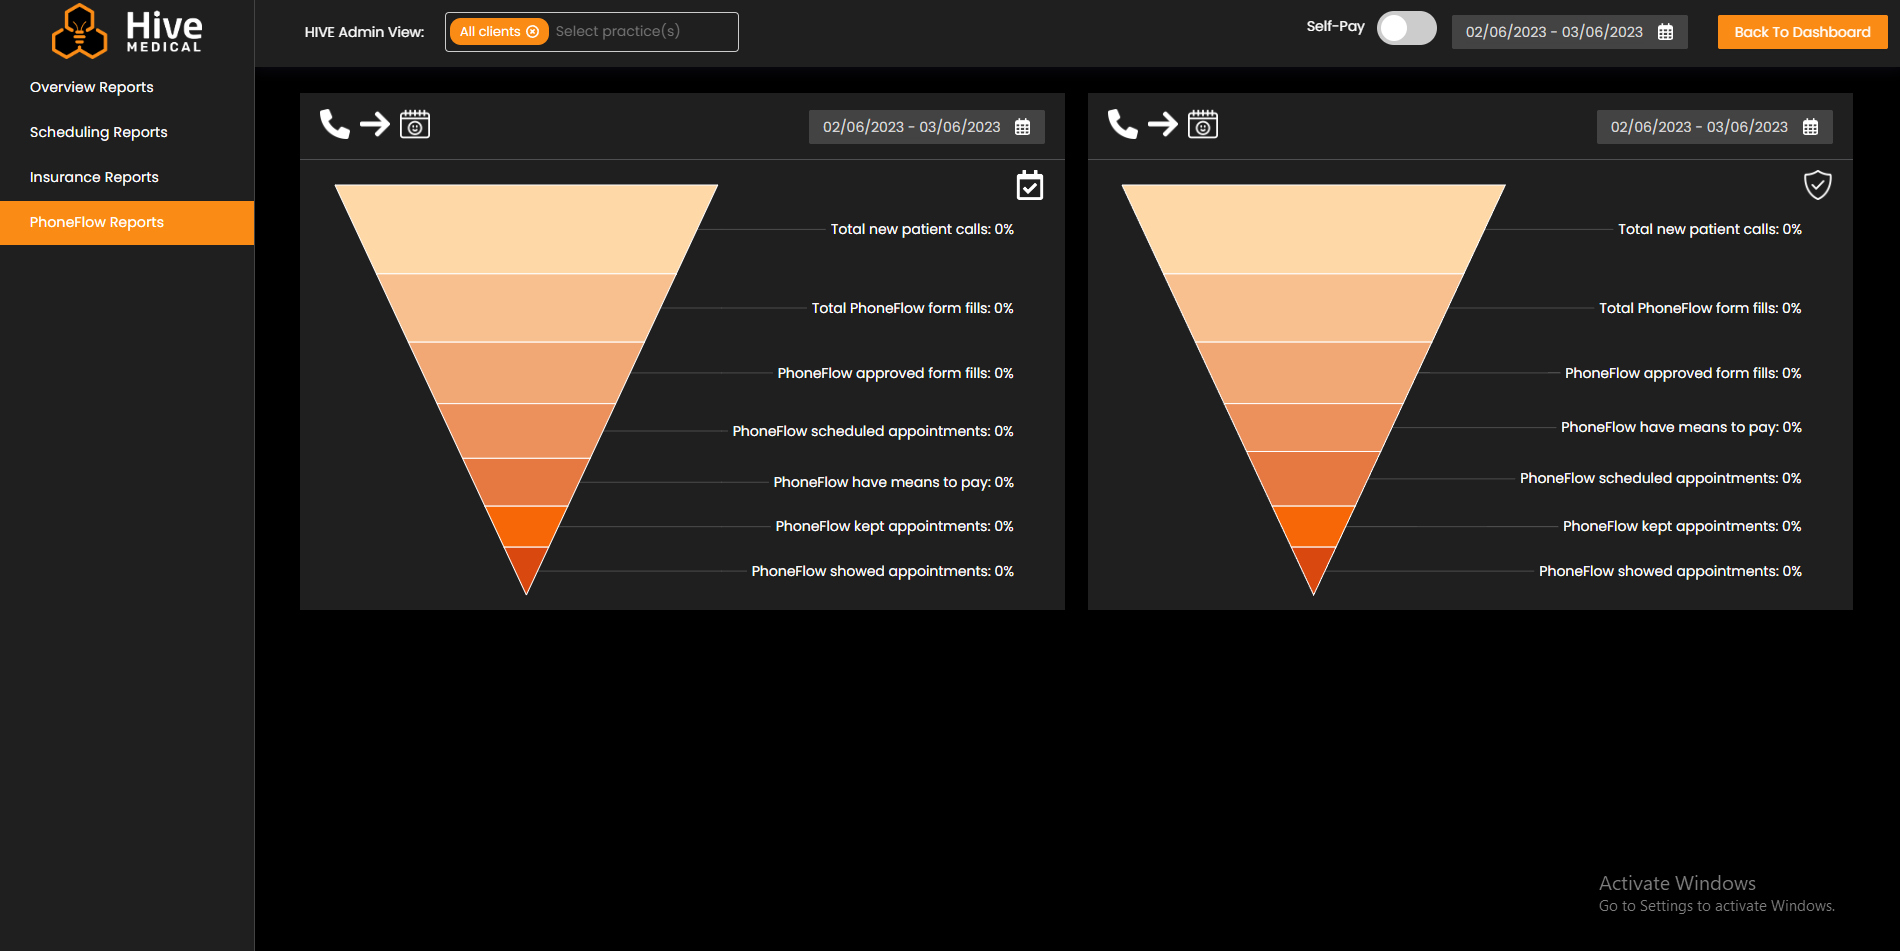 Hive
MEDICAL
HIVE Admin View:
All clients
Select practice(s)
Self-Pay
02/06/2023 - 03/06/2023
Back To Dashboard
Overview Reports
Scheduling Reports
Insurance Reports
PhoneFlow Reports
02/06/2023 - 03/06/2023
Total new patient calls: 0%
Total PhoneFlow form fills: 0%
PhoneFlow approved form fills: 0%
PhoneFlow scheduled appointments: 0%
PhoneFlow have means to pay: 0%
PhoneFlow kept appointments: 0%
PhoneFlow showed appointments: 0%
02/06/2023 - 03/06/2023
Total new patient calls: 0%
Total PhoneFlow form fills: 0%
PhoneFlow approved form fills: 0%
PhoneFlow have means to pay: 0%
PhoneFlow scheduled appointments: 0%
PhoneFlow kept appointments: 0%
PhoneFlow showed appointments: 0%
Activate Windows
Go to Settings to activate Windows.